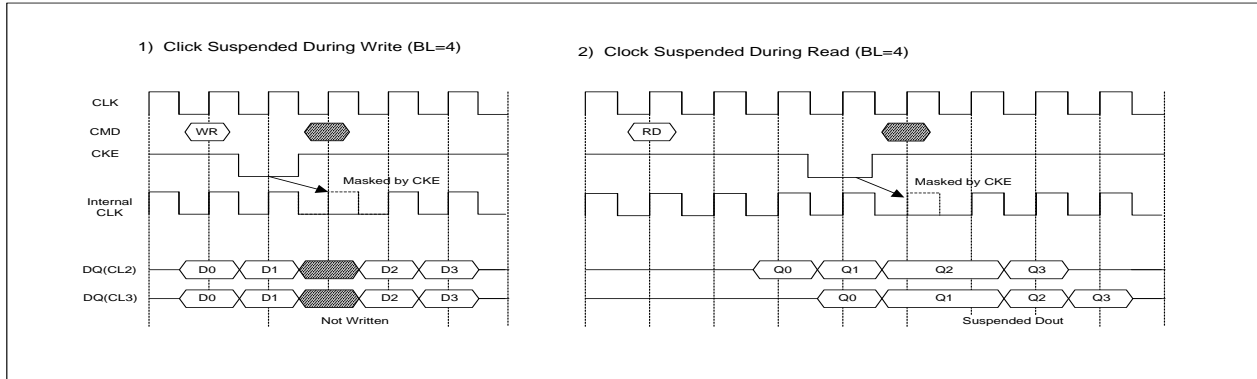 1) Click Suspended During Write (BL=4)
CLK
CMD
WR
CKE
Masked by CKE
Internal
CLK
DQ(CL2)
D0 D1 D2 D3
DQ(CL3)
D0 D1 D2 D3
Not Written
2) Clock Suspended During Read (BL=4)
RD
Masked by CKE
Q0 Q1 Q2 Q3
Q0 Q1 Q2 Q3
Suspended Dout